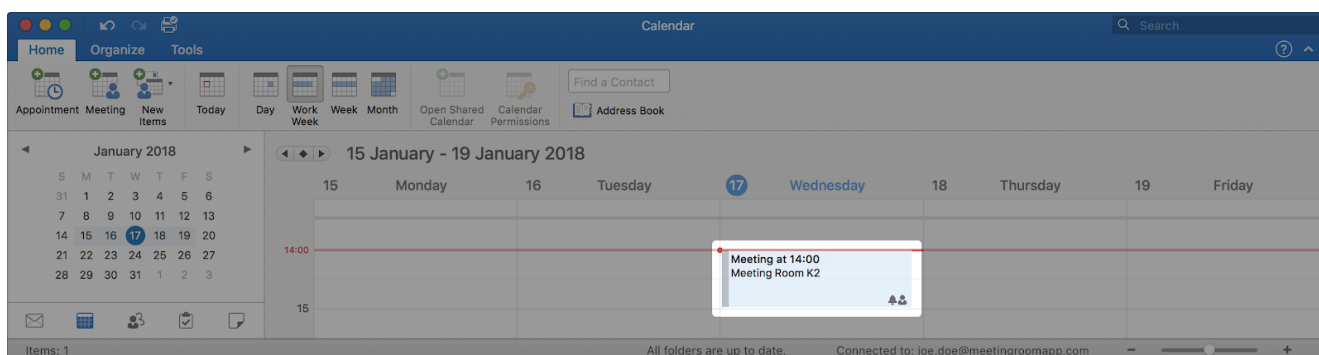 Calendar
Search
Home Organize Tools
?
Appointment Meeting New Items Today Day Work Week Week Month Open Shared Calendar Calendar Permissions Find a Contact
Address Book
January 2018
S M T W T F S
31 1 2 3 4 5 6
7 8 9 10 11 12 13
14 15 16 17 18 19 20
21 22 23 24 25 26 27
28 29 30 31 1 2 3
15 January - 19 January 2018
15 Monday 16 Tuesday 17 Wednesday 18 Thursday 19 Friday
14:00
Meeting at 14:00
Meeting Room K2
15
Items: 1 All folders are up to date. Connected to: joe.doe@meetingroomapp.com - +